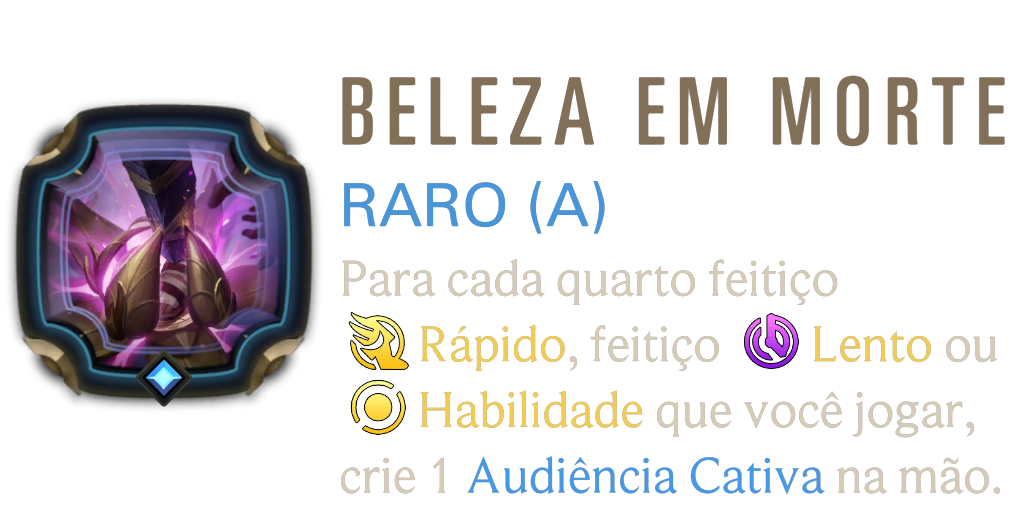 BELEZA EM MORTE
RARO (A)
Para cada quarto feitiço
Rápido, feitiço Lento ou
Habilidade que você jogar,
crie 1 Audiência Cativa na mão.